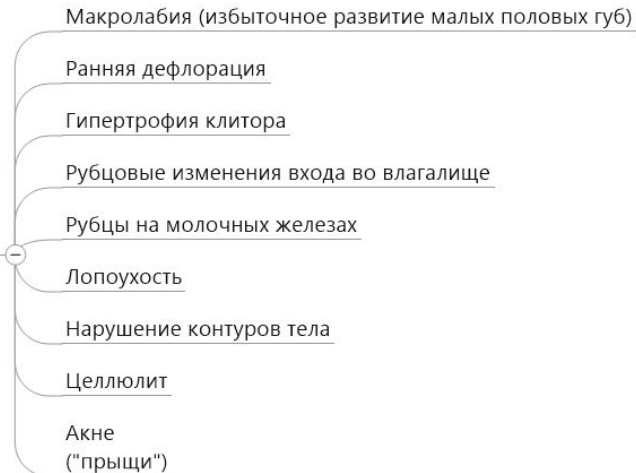 Макролабия (избыточное развитие малых половых губ)
Ранняя дефлорация
Гипертрофия клитора
Рубцовые изменения входа во влагалище
Рубцы на молочных железах
Лопоухость
Нарушение контуров тела
Целлюлит
Акне
("прыщи")